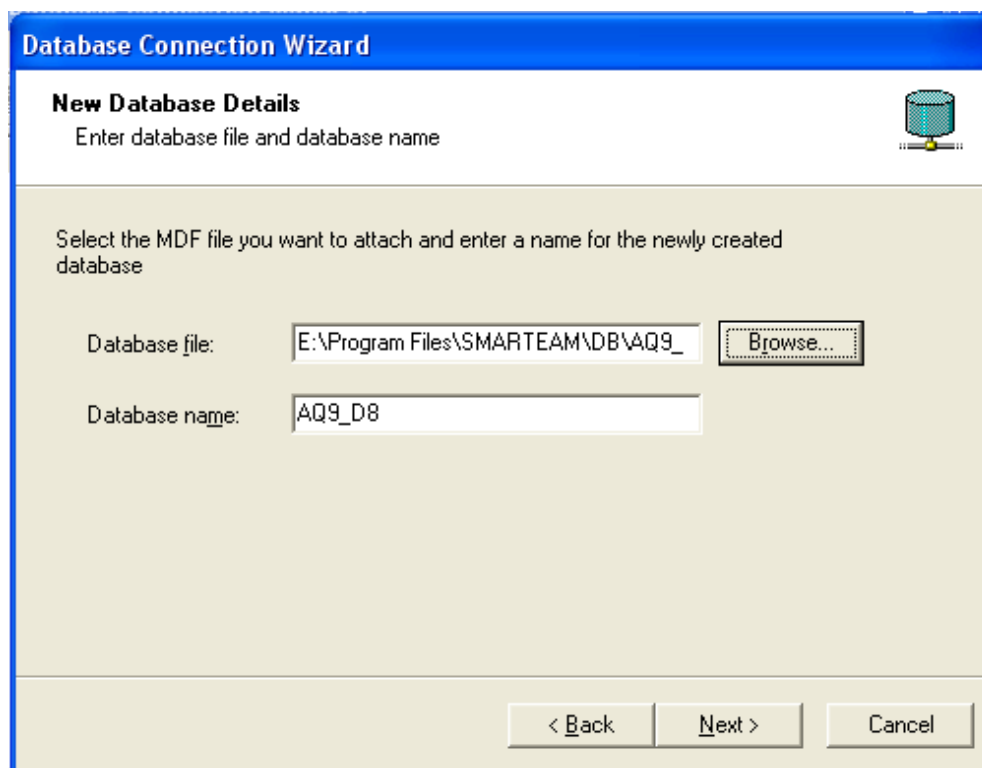 Database Connection Wizard
New Database Details
Enter database file and database name
Select the MDF file you want to attach and enter a name for the newly created
database
Database file: E:\Program Files\SMARTEAM\DB\AQ9_ Browse...
Database name: AQ9_D8
< Back Next > Cancel